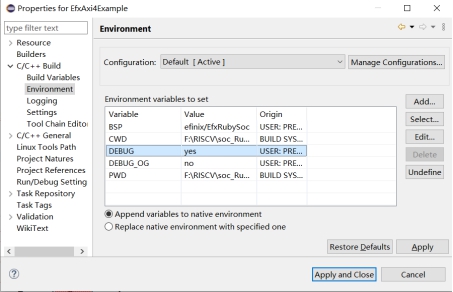 Properties for EfxAxi4Example
type filter text
Resource
Builders
C/C++ Build
Build Variables
Environment
Logging
Settings
Tool Chain Editor
C/C++ General
Linux Tools Path
Project Natures
Project References
Run/Debug Setting
Task Repository
Task Tags
Validation
WikiText
Environment
Configuration: Default [ Active ] Manage Configurations...
Environment variables to set
Variable Value Origin
BSP efinix/EfxRubySoc USER: PRE...
CWD F:\RISCV\soc_Ru... BUILD SYS...
DEBUG yes USER: PRE...
DEBUG_OG no USER: PRE...
PWD F:\RISCV\soc_Ru... BUILD SYS...
Add...
Select...
Edit...
Delete
Undefine
Append variables to native environment
Replace native environment with specified one
Restore Defaults Apply
Apply and Close Cancel